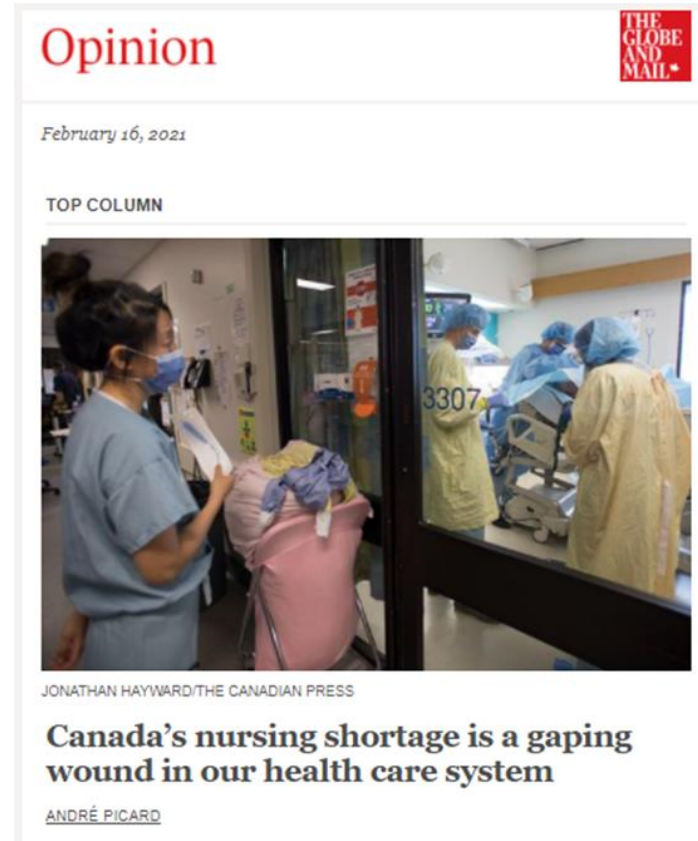 Opinion
THE
GLOBE
AND
MAIL
February 16, 2021
TOP COLUMN
3307
JONATHAN HAYWARD/THE CANADIAN PRESS
Canada's nursing shortage is a gaping
wound in our health care system
ANDRÉ PICARD